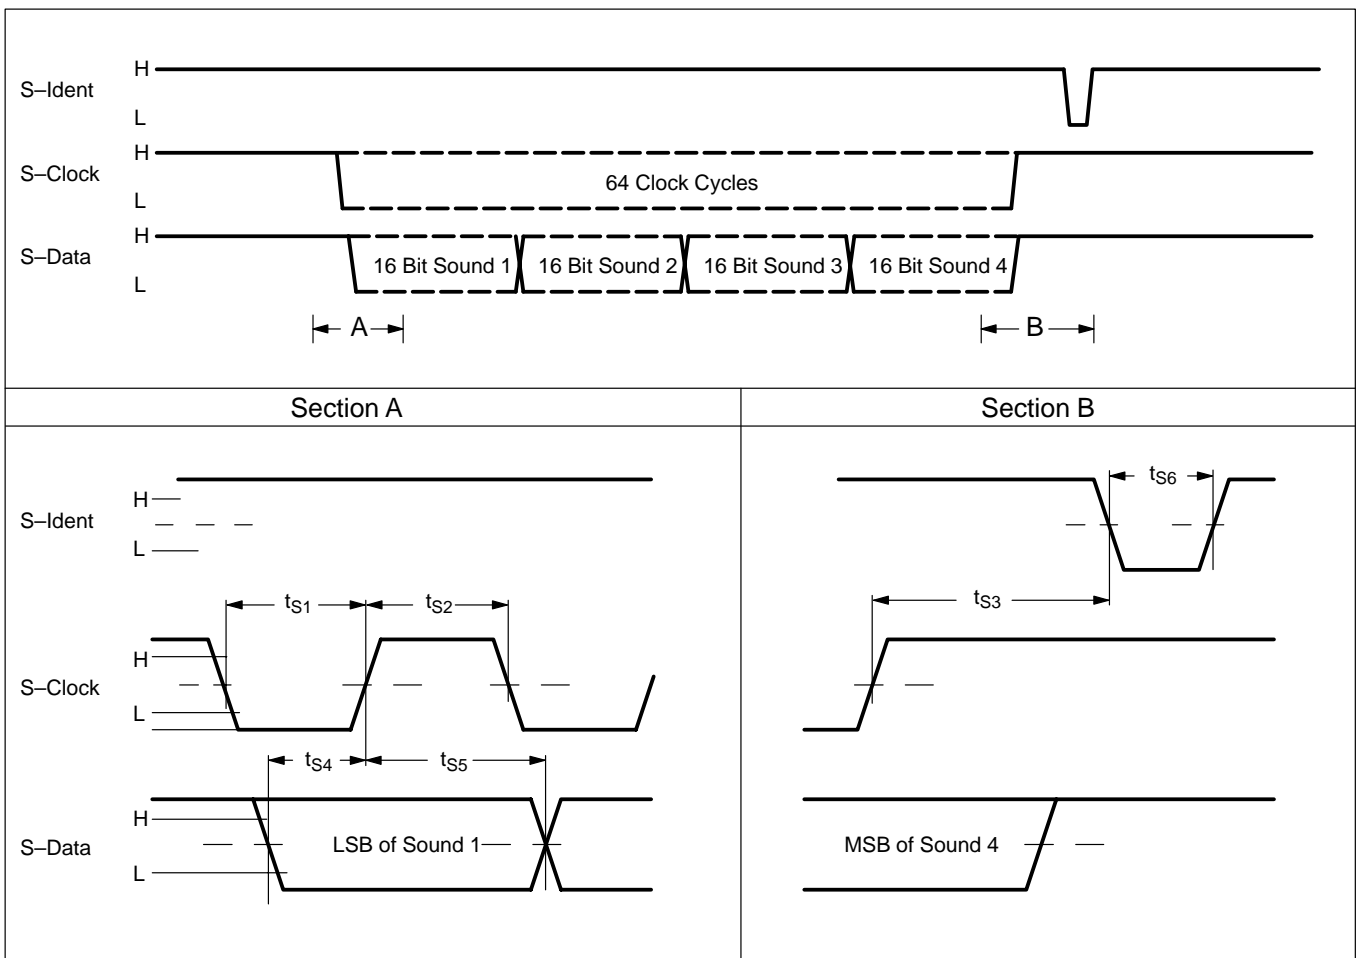 S–Ident H
L
S–Clock H
L
64 Clock Cycles
S–Data H
L
16 Bit Sound 1 16 Bit Sound 2 16 Bit Sound 3 16 Bit Sound 4
A B
Section A Section B
S–Ident H
L
tS6
tS1 tS2 tS3
S–Clock H
L
tS4 tS5
S–Data H
L
LSB of Sound 1 MSB of Sound 4